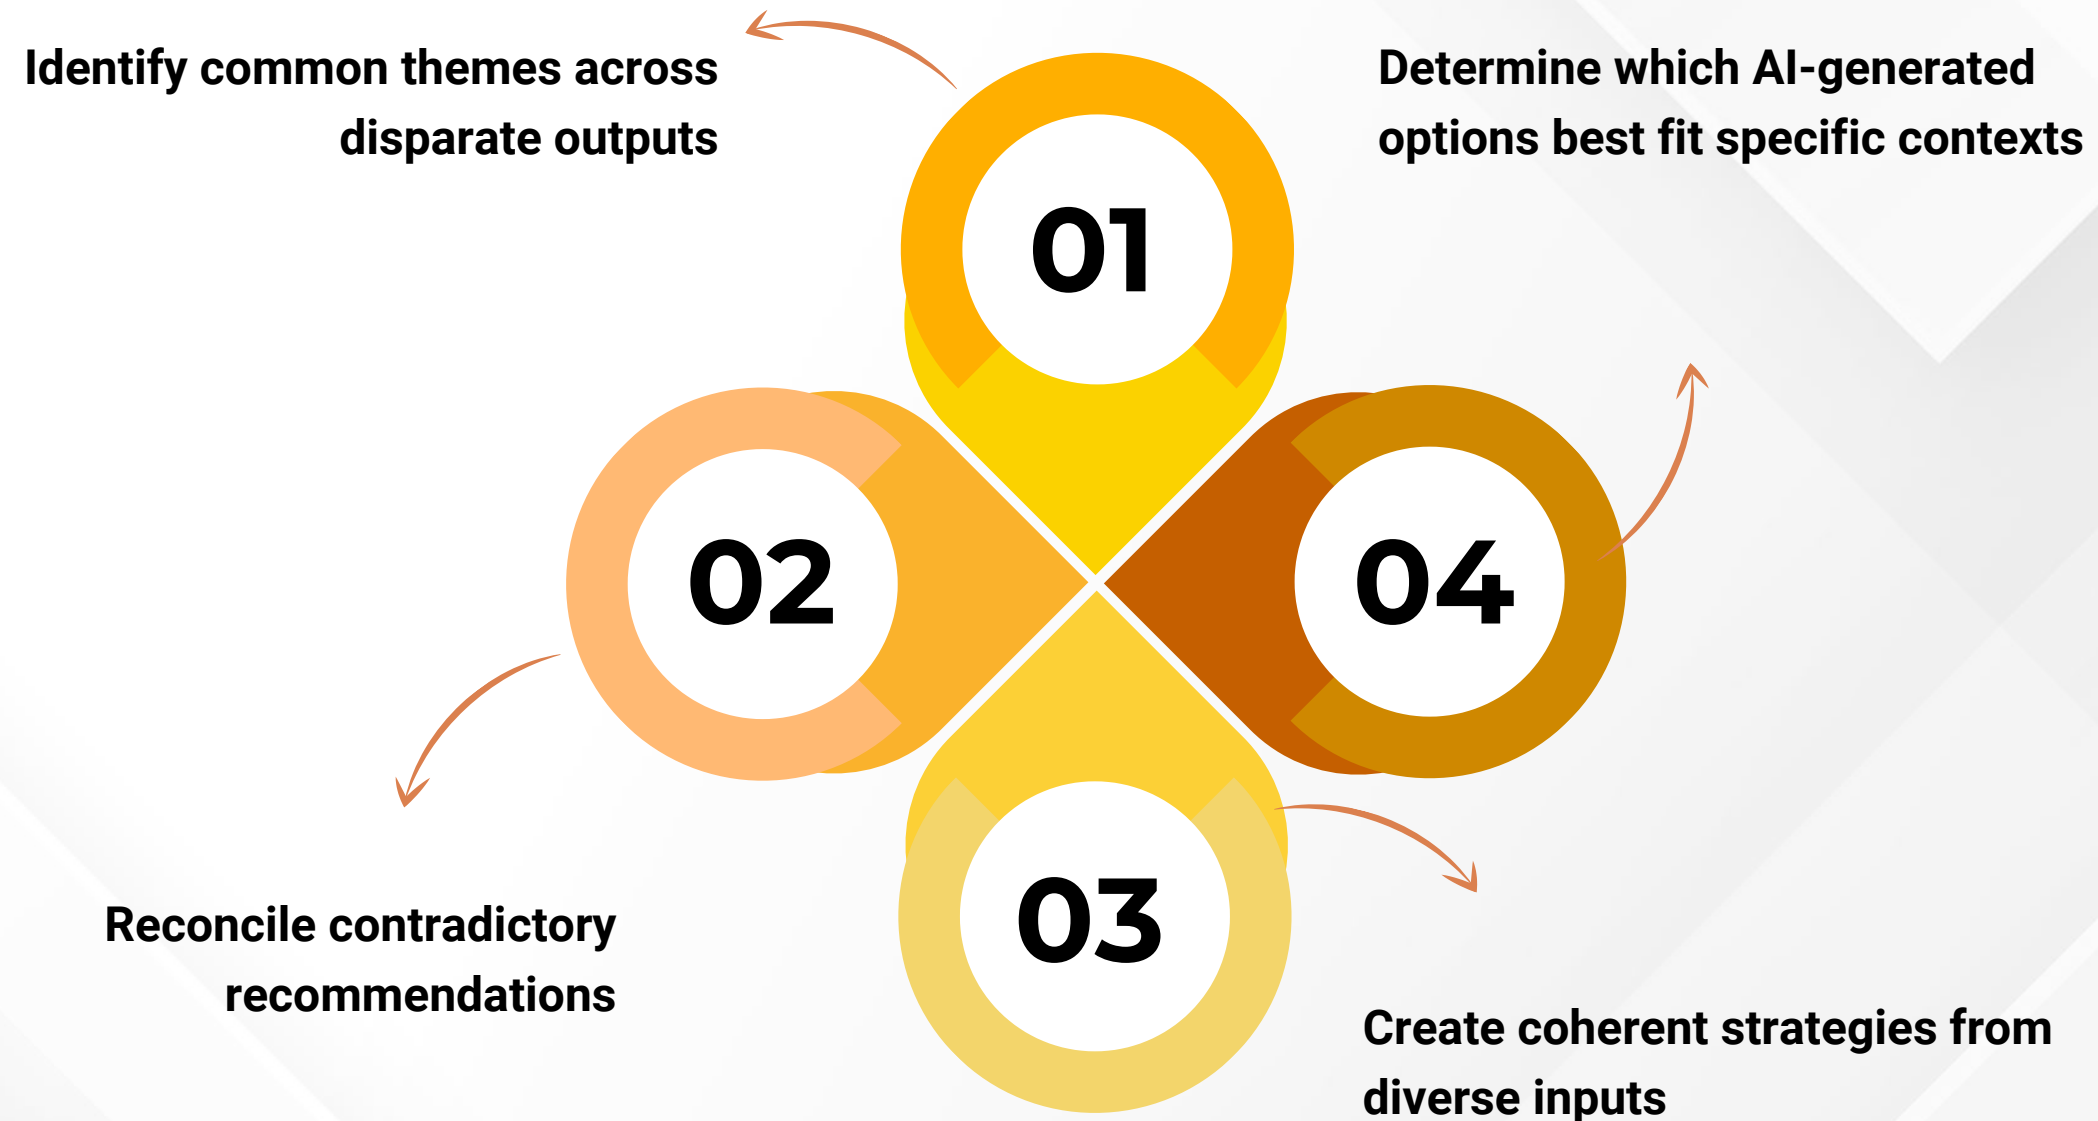 Identify common themes across
disparate outputs
01
Determine which AI-generated
options best fit specific contexts
02
04
Reconcile contradictory
recommendations
03
Create coherent strategies from
diverse inputs